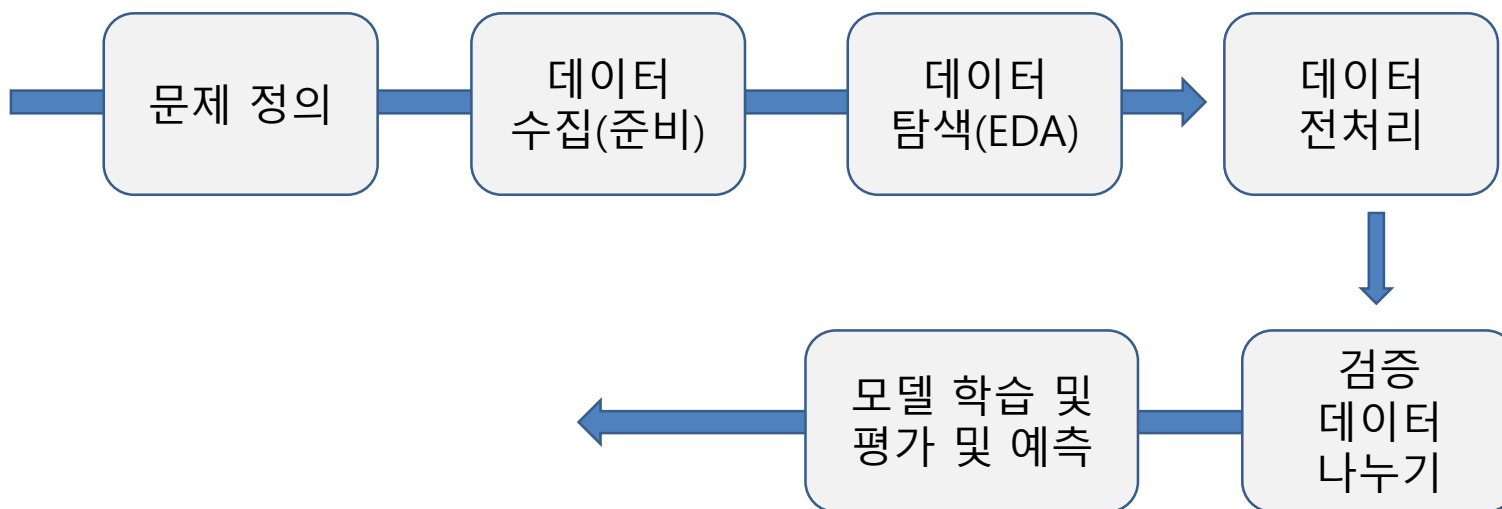 문제 정의
데이터
수집(준비)
데이터
탐색(EDA)
데이터
전처리
검증
데이터
나누기
모델 학습 및
평가 및 예측